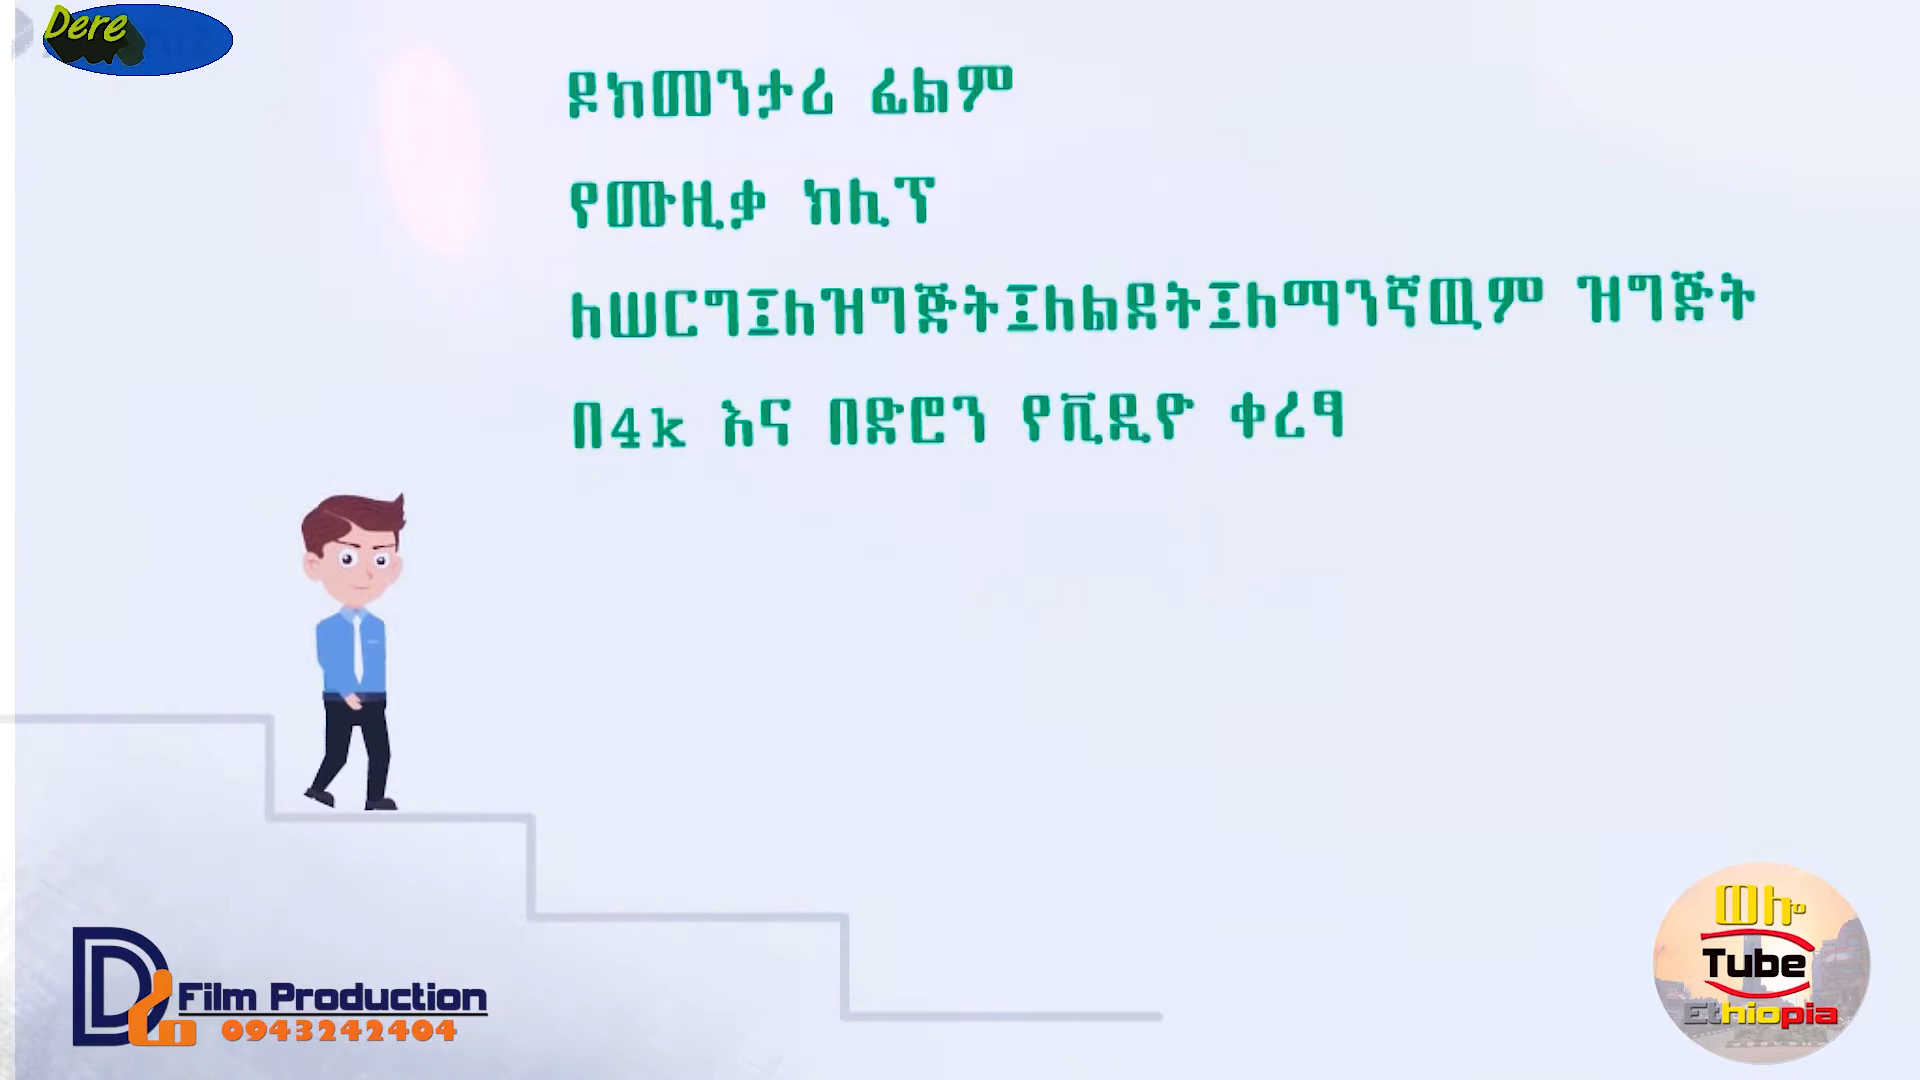 Dere
ዶክመንታሪ ፊልም
የሙዚቃ ክሊፕ
ለሠርግ፤ለዝግጅት፤ለልደት፤ለማንኛዉም ዝግጅት
በ4k እና በድሮን የቪዲዮ ቀረፃ
Film Production
0943242404
ወሎ
Tube
Ethiopia